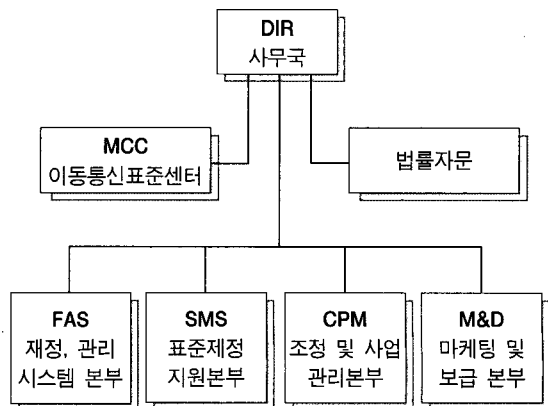 DIR
사무국
MCC
이동통신표준센터
법률자문
FAS
재정, 관리
시스템 본부
SMS
표준제정
지원본부
CPM
조정 및 사업
관리본부
M&D
마케팅 및
보급 본부